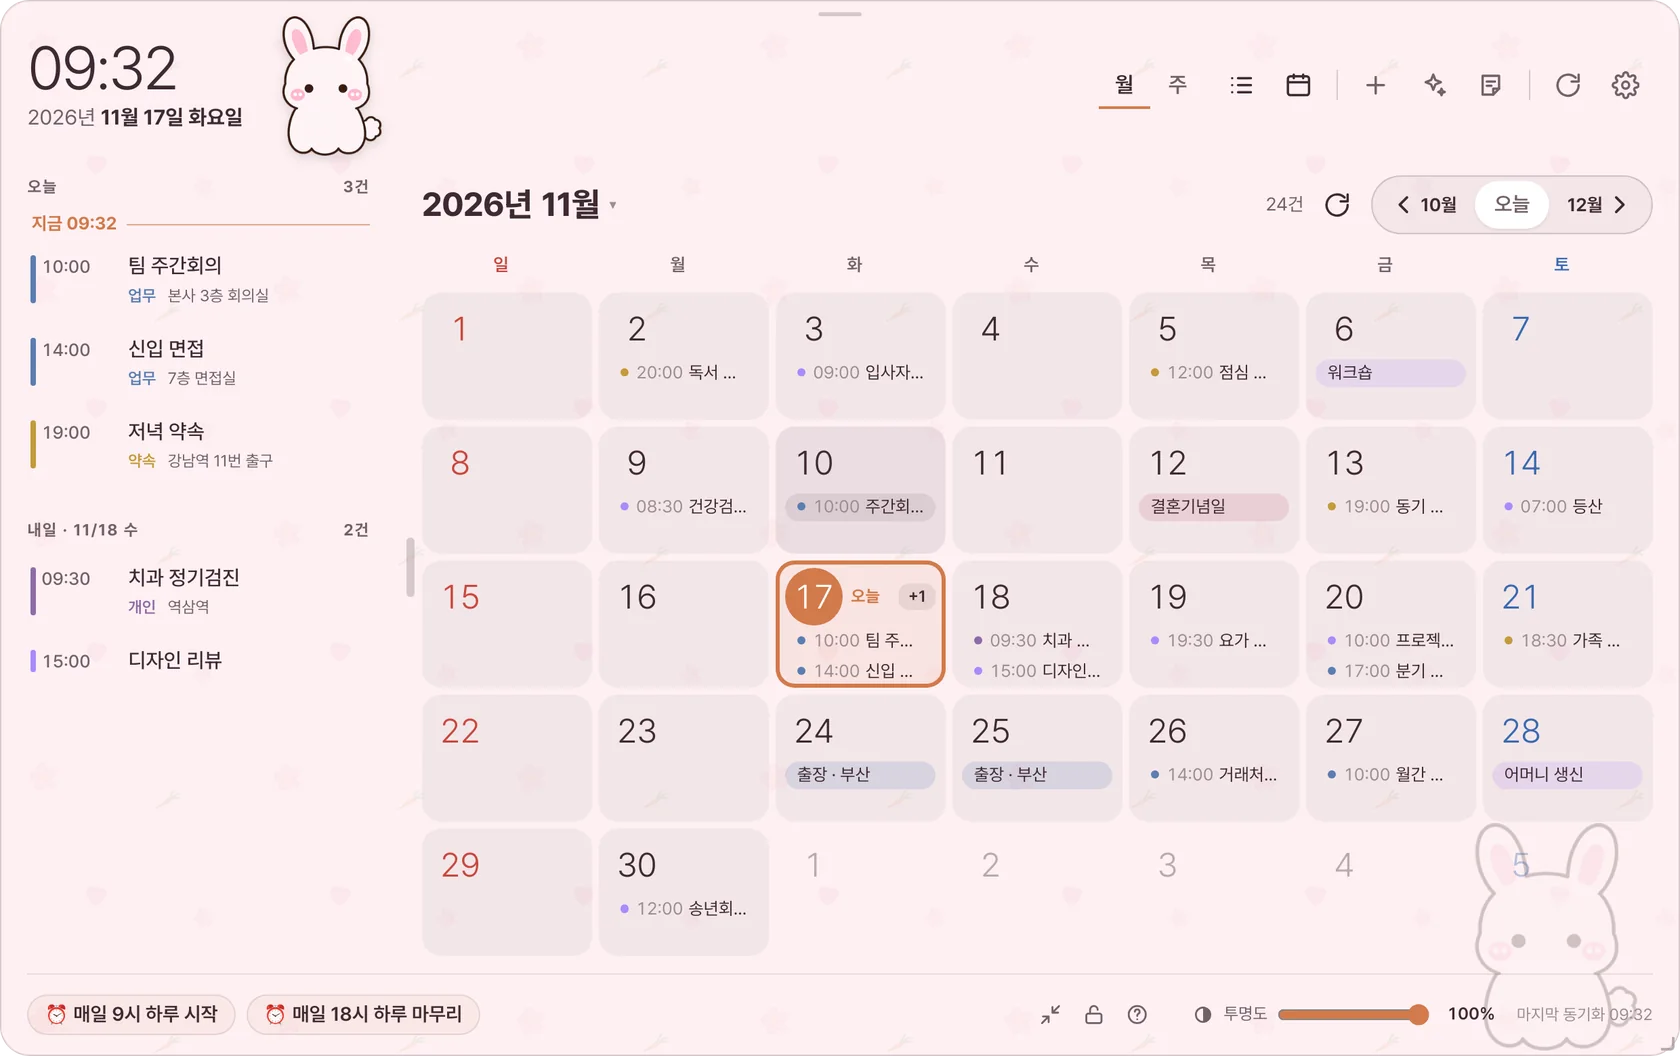 09:32
2026년 11월 17일 화요일
오늘 3건
지금 09:32
10:00 팀 주간회의
업무 본사 3층 회의실
14:00 신입 면접
업무 7층 면접실
19:00 저녁 약속
약속 강남역 11번 출구
내일 · 11/18 수 2건
09:30 치과 정기검진
개인 역삼역
15:00 디자인 리뷰
월 주
2026년 11월 24건 10월 오늘 12월
일 월 화 수 목 금 토
1 2 3 4 5 6 7
20:00 독서 ... 09:00 입사자... 12:00 점심 ... 워크숍
8 9 10 11 12 13 14
08:30 건강검... 10:00 주간회... 결혼기념일 19:00 동기 ... 07:00 등산
15 16 17 오늘 +1 18 19 20 21
10:00 팀 주... 09:30 치과 ... 19:30 요가 ... 10:00 프로젝... 18:30 가족 ...
14:00 신입 ... 15:00 디자인... 17:00 분기 ...
22 23 24 25 26 27 28
출장 · 부산 출장 · 부산 14:00 거래처... 10:00 월간 ... 어머니 생신
29 30 1 2 3 4 5
12:00 송년회...
매일 9시 하루 시작 매일 18시 하루 마무리 투명도 100% 마지막 동기화 09:32